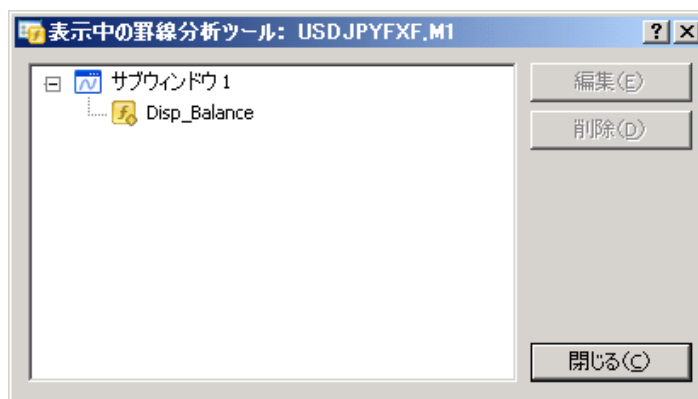 表示中の罫線分析ツール: USDJPYFXF,M1
サブウィンドウ 1
Disp_Balance
編集(E)
削除(D)
閉じる(C)